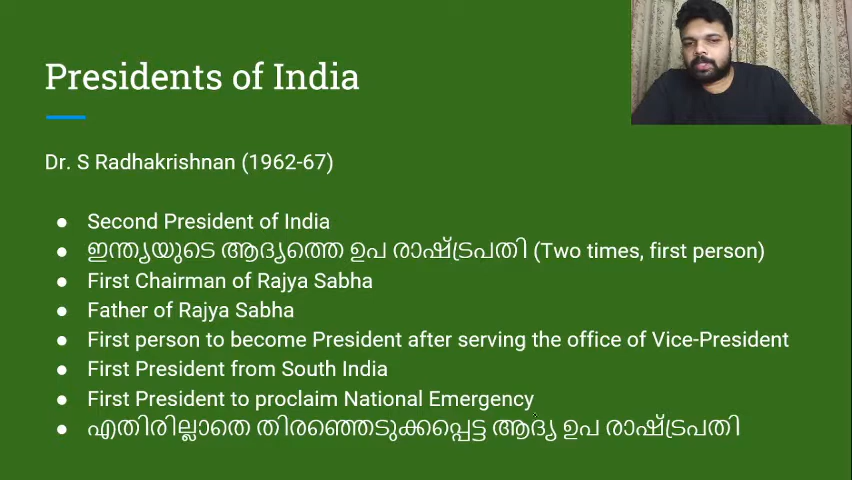 Presidents of India
Dr. S Radhakrishnan (1962-67)
● Second President of India
● ഇന്ത്യയുടെ ആദ്യത്തെ ഉപ രാഷ്ട്രപതി (Two times, first person)
● First Chairman of Rajya Sabha
● Father of Rajya Sabha
● First person to become President after serving the office of Vice-President
● First President from South India
● First President to proclaim National Emergency
● എതിരില്ലാതെ തിരഞ്ഞെടുക്കപ്പെട്ട ആദ്യ ഉപ രാഷ്ട്രപതി